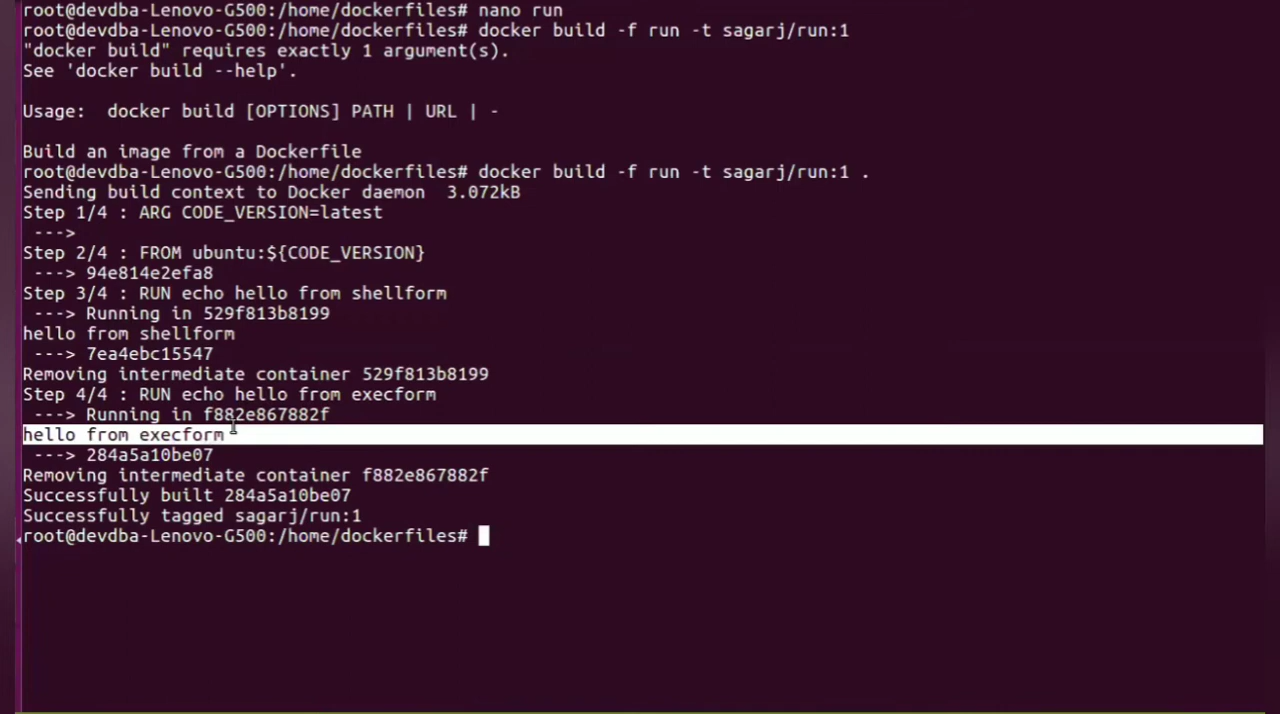 root@devdba-Lenovo-G500:/home/dockerfiles# nano run
root@devdba-Lenovo-G500:/home/dockerfiles# docker build -f run -t sagarj/run:1
"docker build" requires exactly 1 argument(s).
See 'docker build --help'.
Usage:  docker build [OPTIONS] PATH | URL | -
Build an image from a Dockerfile
root@devdba-Lenovo-G500:/home/dockerfiles# docker build -f run -t sagarj/run:1 .
Sending build context to Docker daemon  3.072kB
Step 1/4 : ARG CODE_VERSION=latest
 --->
Step 2/4 : FROM ubuntu:${CODE_VERSION}
 ---> 94e814e2efa8
Step 3/4 : RUN echo hello from shellform
 ---> Running in 529f813b8199
hello from shellform
 ---> 7ea4ebc15547
Removing intermediate container 529f813b8199
Step 4/4 : RUN echo hello from execform
 ---> Running in f882e867882f
hello from execform
 ---> 284a5a10be07
Removing intermediate container f882e867882f
Successfully built 284a5a10be07
Successfully tagged sagarj/run:1
root@devdba-Lenovo-G500:/home/dockerfiles#